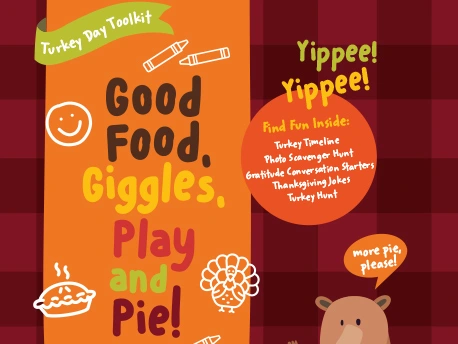 Turkey Day Toolkit
Good
Food,
Giggles,
Play
and
Pie!
Yippee!
Yippee!
Find Fun Inside:
Turkey Timeline
Photo Scavenger Hunt
Gratitude Conversation Starters
Thanksgiving Jokes
Turkey Hunt
more pie,
please!